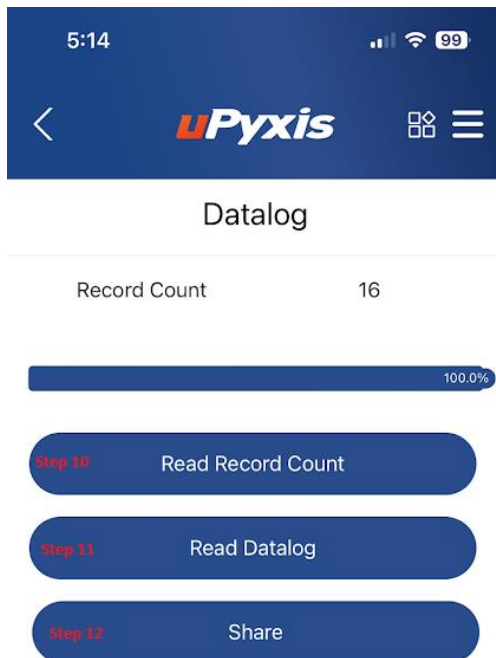 5:14
99
uPyxis
Datalog
Record Count 16
100.0%
Step 10 Read Record Count
Step 11 Read Datalog
Step 12 Share